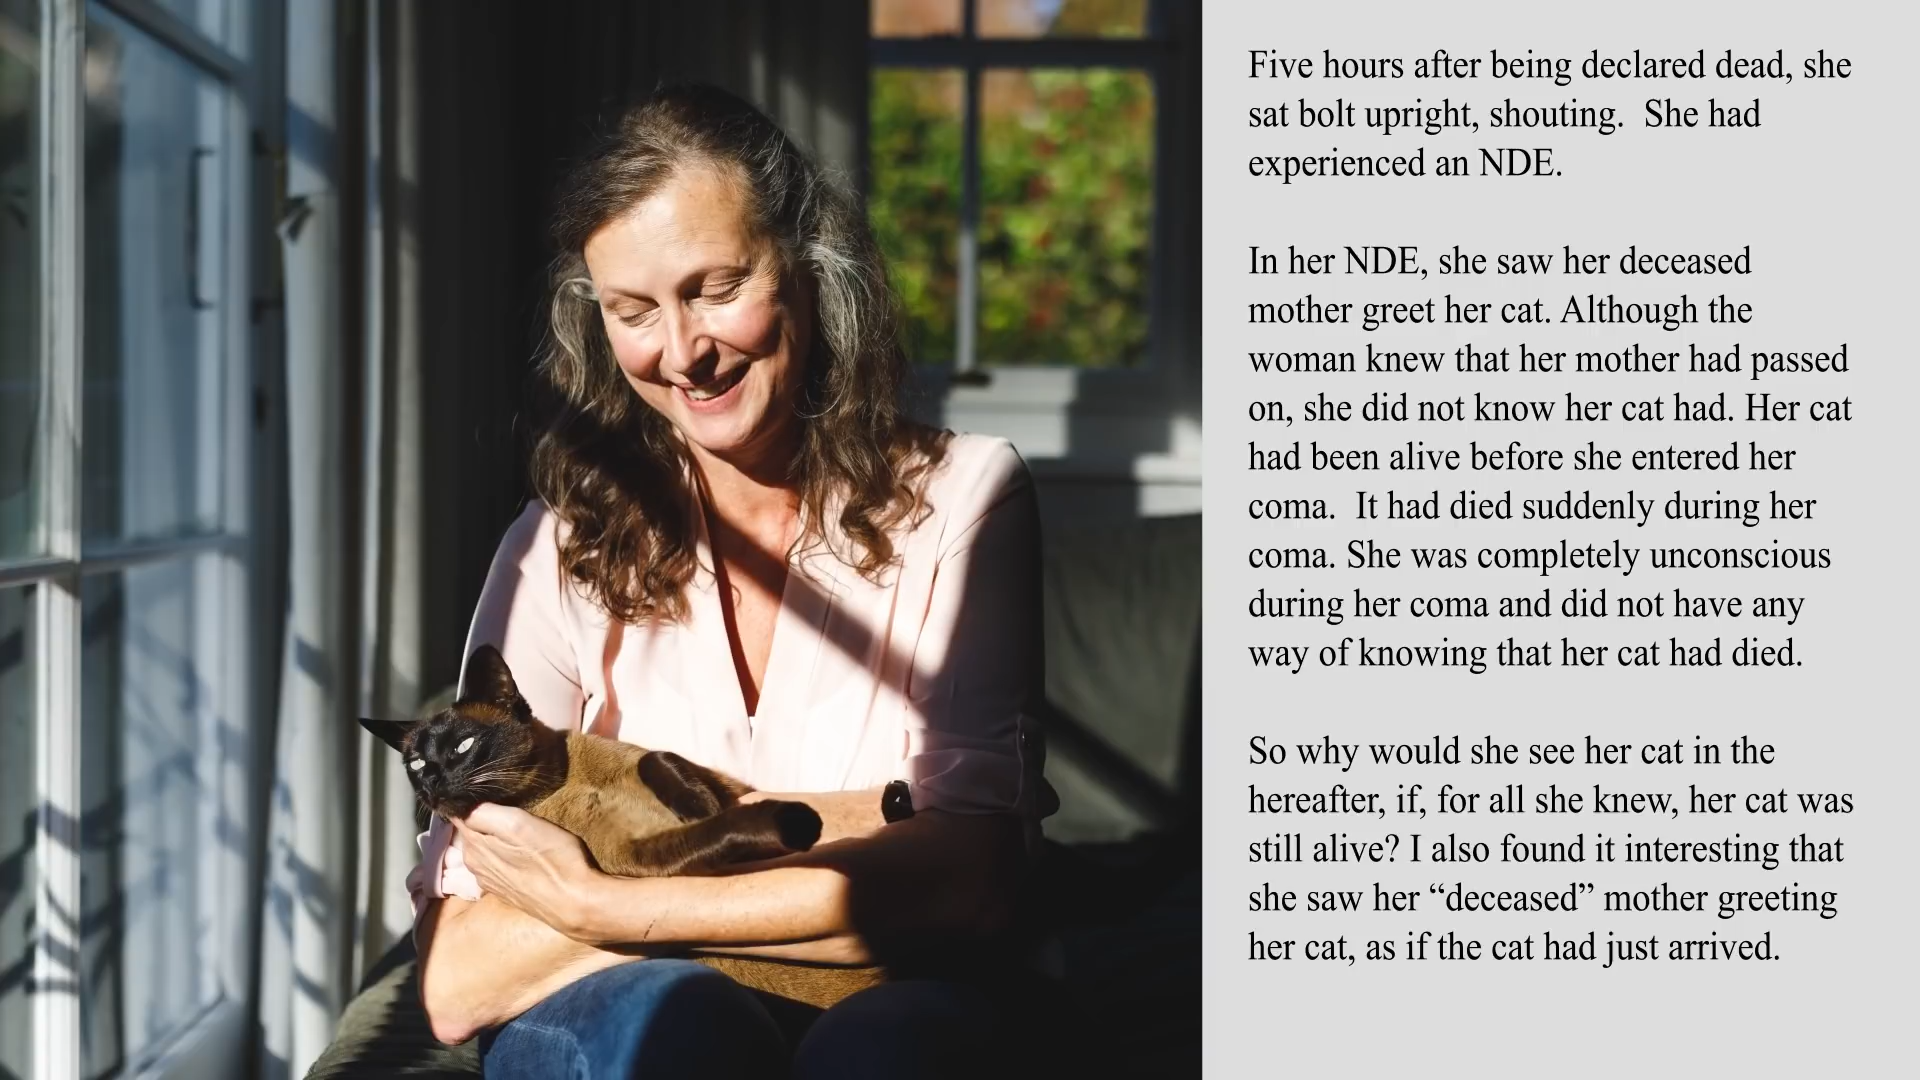 Five hours after being declared dead, she
sat bolt upright, shouting.  She had
experienced an NDE.
In her NDE, she saw her deceased
mother greet her cat. Although the
woman knew that her mother had passed
on, she did not know her cat had. Her cat
had been alive before she entered her
coma.  It had died suddenly during her
coma. She was completely unconscious
during her coma and did not have any
way of knowing that her cat had died.
So why would she see her cat in the
hereafter, if, for all she knew, her cat was
still alive? I also found it interesting that
she saw her “deceased” mother greeting
her cat, as if the cat had just arrived.